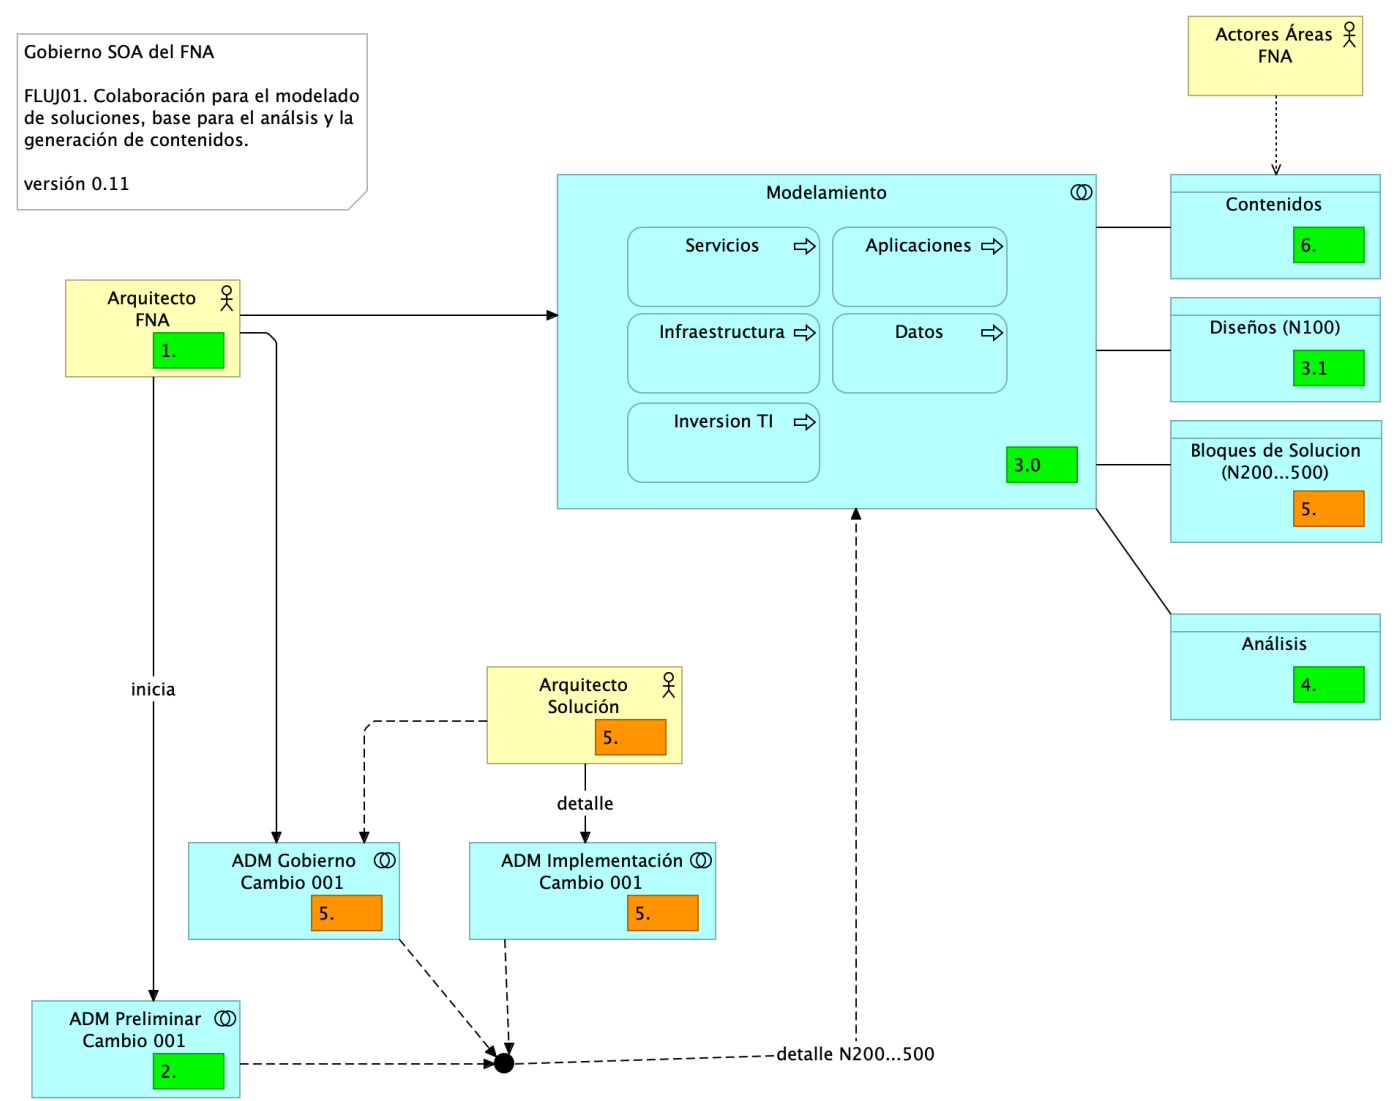 Gobierno SOA del FNA
FLUJ01. Colaboración para el modelado
de soluciones, base para el análsis y la
generación de contenidos.
versión 0.11
Actores Áreas
FNA
Modelamiento
Servicios
Aplicaciones
Infraestructura
Datos
Inversion TI
3.0
Contenidos
6.
Diseños (N100)
3.1
Bloques de Solucion
(N200...500)
5.
Análisis
4.
Arquitecto
FNA
1.
inicia
Arquitecto
Solución
5.
detalle
ADM Gobierno
Cambio 001
5.
ADM Implementación
Cambio 001
5.
ADM Preliminar
Cambio 001
2.
detalle N200...500